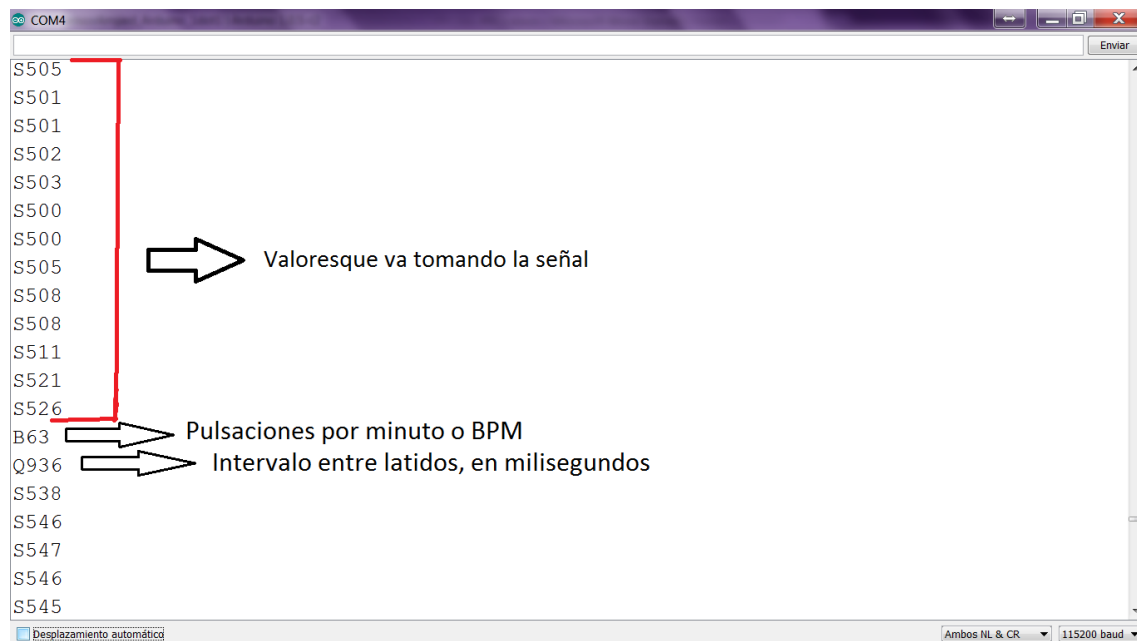 COM4
Enviar
S505
S501
S501
S502
S503
S500
S500
Valoresque va tomando la señal
S505
S508
S508
S511
S521
S526
B63 Pulsaciones por minuto o BPM
Q936 Intervalo entre latidos, en milisegundos
S538
S546
S547
S546
S545
Desplazamiento automático Ambos NL & CR 115200 baud